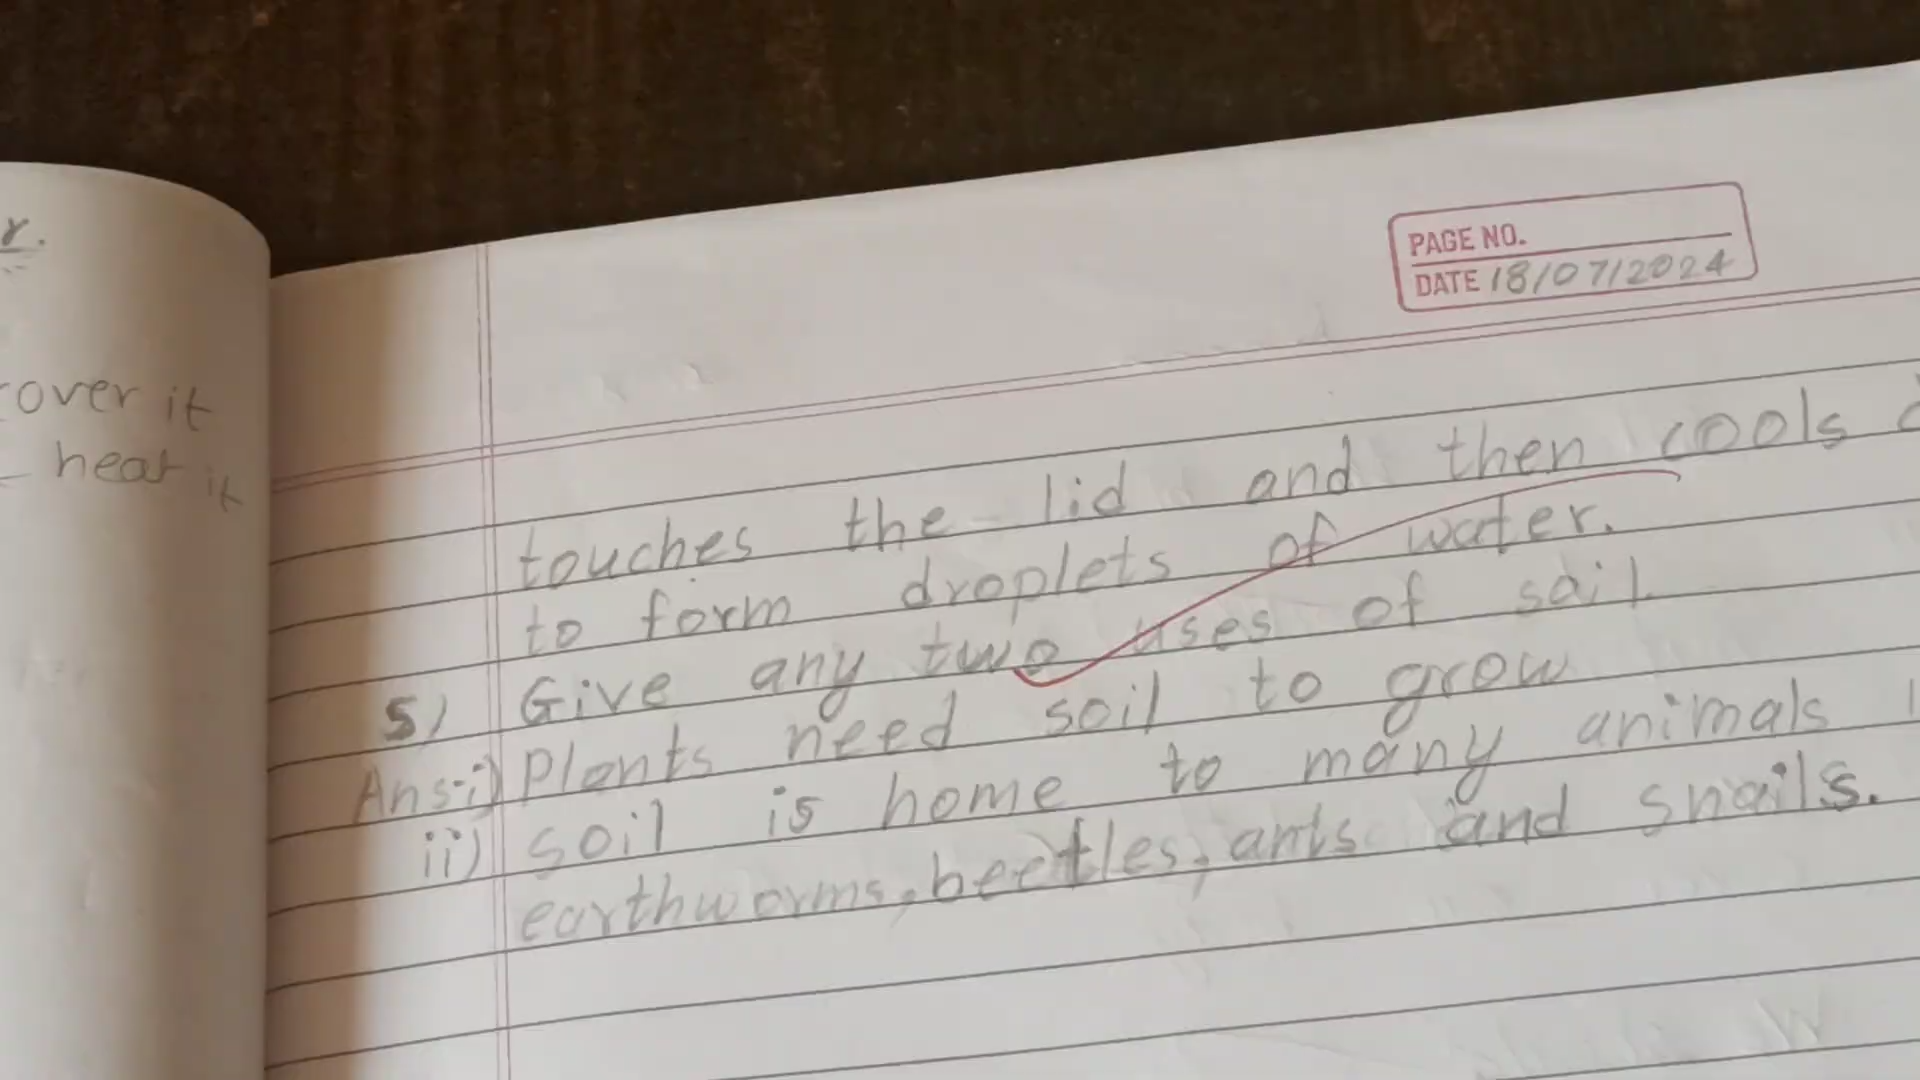 r.
cover it
heat it
PAGE NO.
DATE 18/07/2024
touches the lid and then cools
to form droplets of water.
5) Give any two uses of soil.
Ans:i) Plants need soil to grow
ii) Soil is home to many animals
earthworms, beetles, ants and snails.